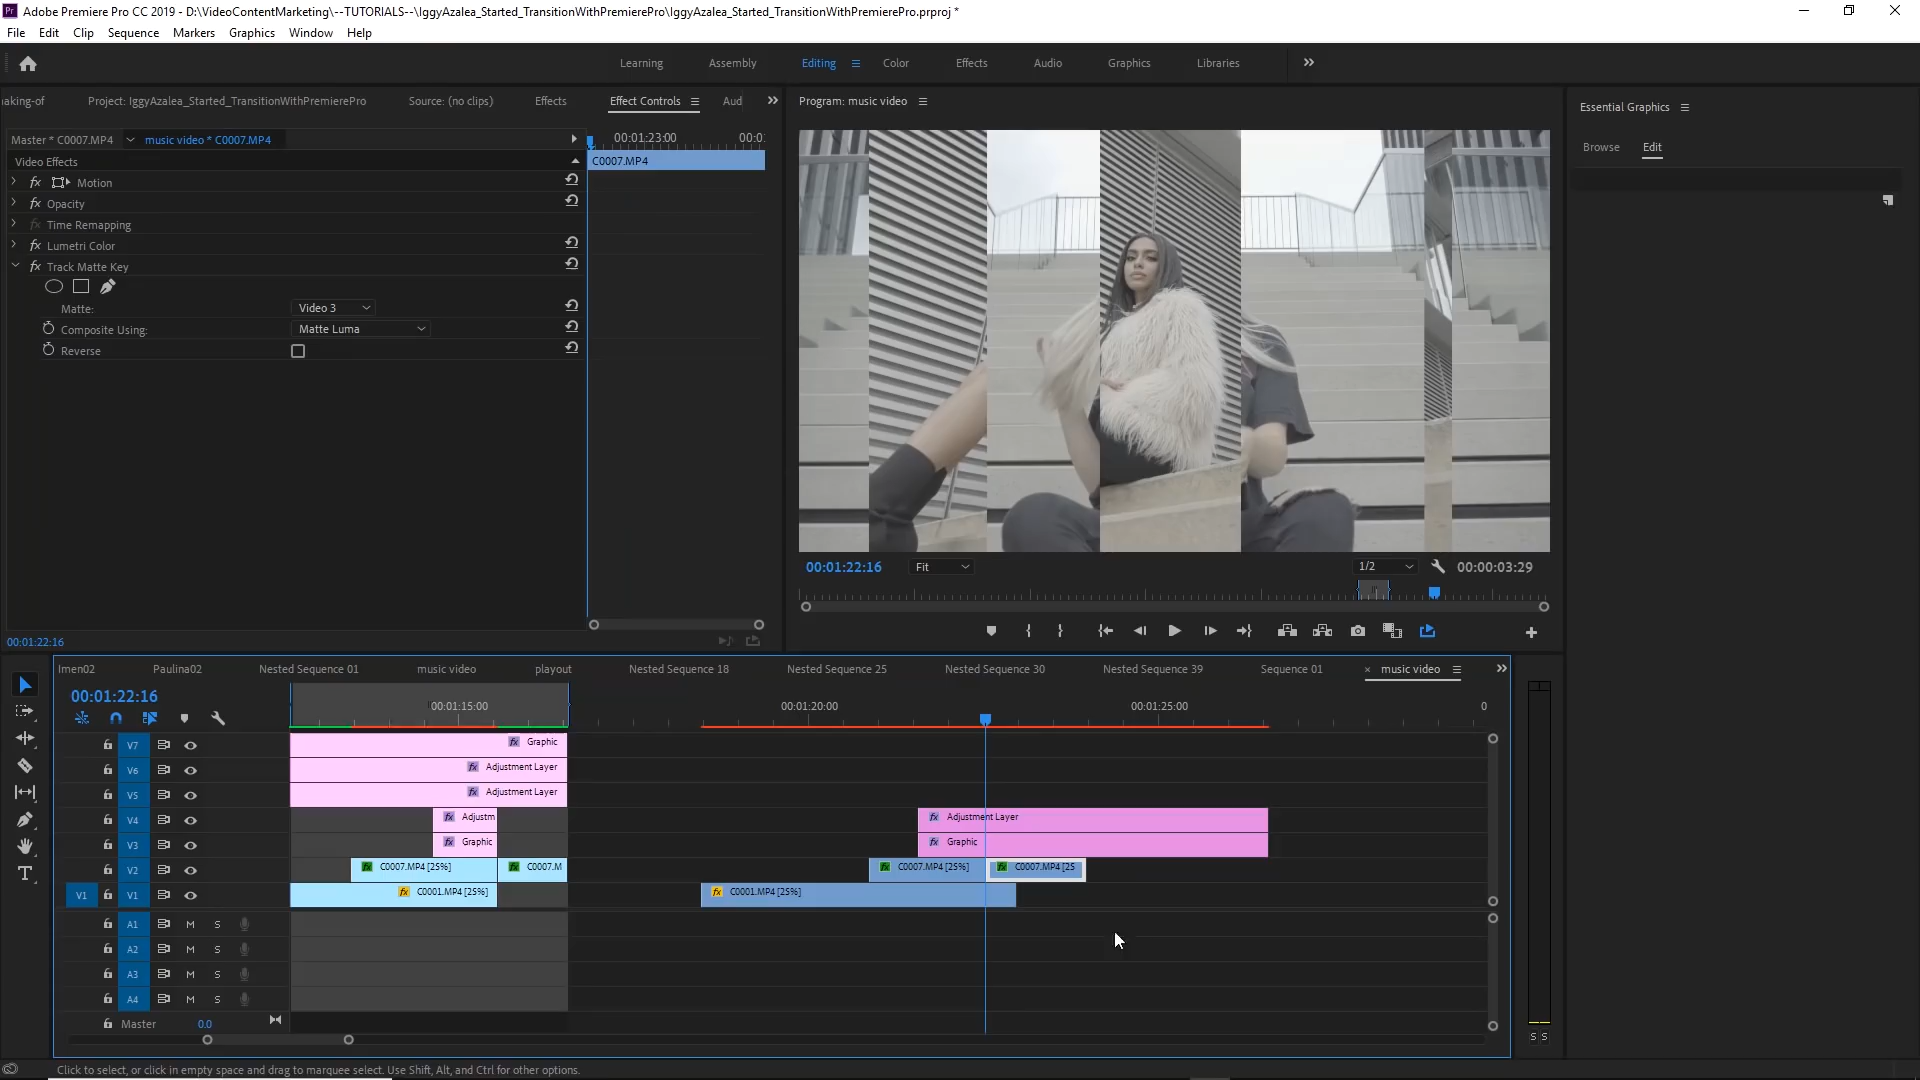 Adobe Premiere Pro CC 2019 - D:\VideoContentMarketing\--TUTORIALS--\IggyAzalea_Started_TransitionWithPremierePro\IggyAzalea_Started_TransitionWithPremierePro.prproj *
File Edit Clip Sequence Markers Graphics Window Help
Learning Assembly Editing Color Effects Audio Graphics Libraries
aking-of Project: IggyAzalea_Started_TransitionWithPremierePro Source: (no clips) Effects Effect Controls Aud
Program: music video
Essential Graphics
Browse Edit
Master * C0007.MP4 music video * C0007.MP4
00:01:23:00 00:0
Video Effects
C0007.MP4
fx Motion
fx Opacity
fx Time Remapping
fx Lumetri Color
fx Track Matte Key
Matte: Video 3
Composite Using: Matte Luma
Reverse
00:01:22:16 Fit 1/2 00:00:03:29
00:01:22:16
Imen02 Paulina02 Nested Sequence 01 music video playout Nested Sequence 18 Nested Sequence 25 Nested Sequence 30 Nested Sequence 39 Sequence 01 × music video
00:01:22:16
00:01:15:00 00:01:20:00 00:01:25:00 0
V7 fx Graphic
V6 fx Adjustment Layer
V5 fx Adjustment Layer
V4 fx Adjustm fx Adjustment Layer
V3 fx Graphic fx Graphic
V2 fx C0007.MP4 [25%] fx C0007.M fx C0007.MP4 [25%] fx C0007.MP4 [25
V1 V1 fx C0001.MP4 [25%] fx C0001.MP4 [25%]
A1 M S
A2 M S
A3 M S
A4 M S
Master 0.0
S S
Click to select, or click in empty space and drag to marquee select. Use Shift, Alt, and Ctrl for other options.